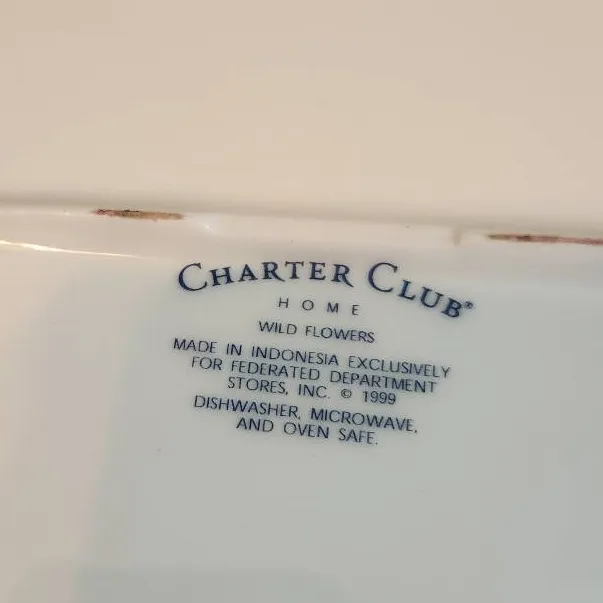 CHARTER CLUB®
HOME
WILD FLOWERS
MADE IN INDONESIA EXCLUSIVELY
FOR FEDERATED DEPARTMENT
STORES, INC. © 1999
DISHWASHER, MICROWAVE,
AND OVEN SAFE.